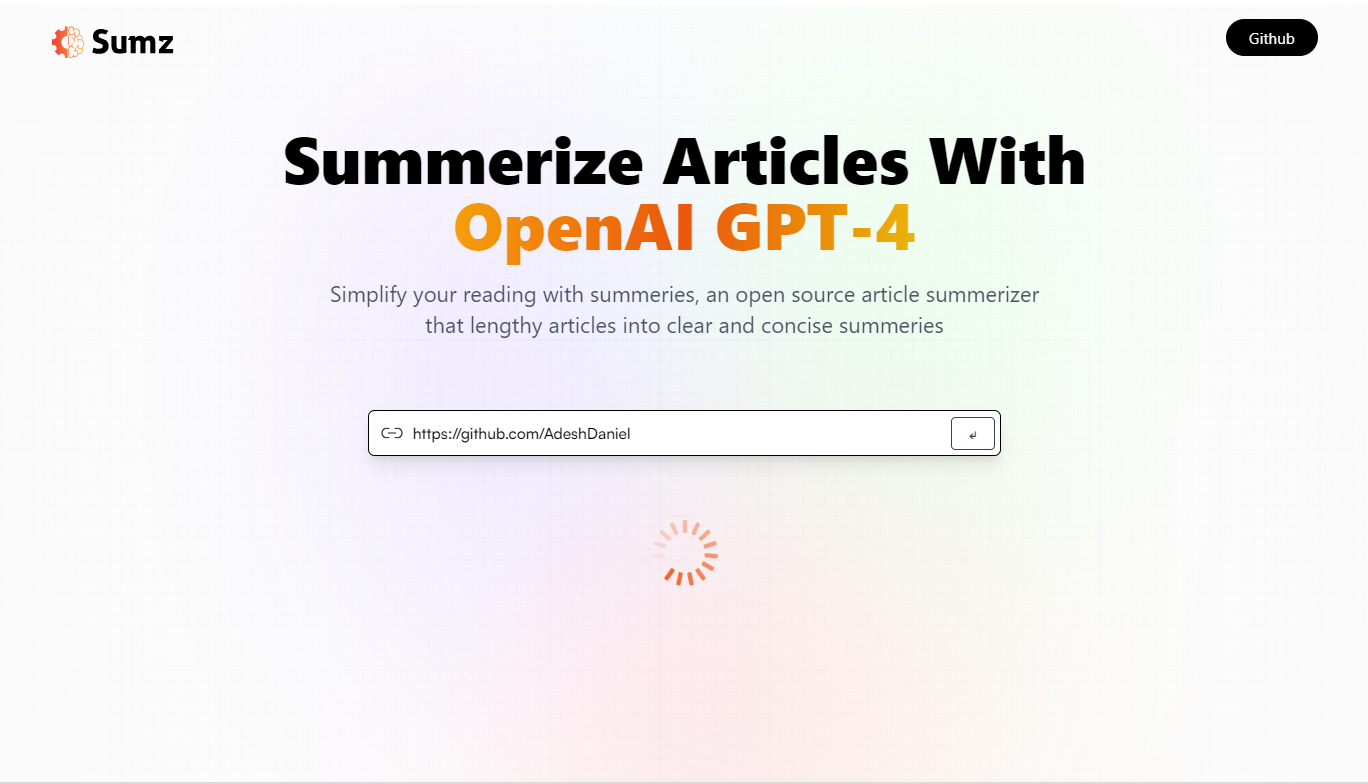 Sumz
Github
Summerize Articles With
OpenAI GPT-4
Simplify your reading with summeries, an open source article summerizer
that lengthy articles into clear and concise summeries
https://github.com/AdeshDaniel
↲